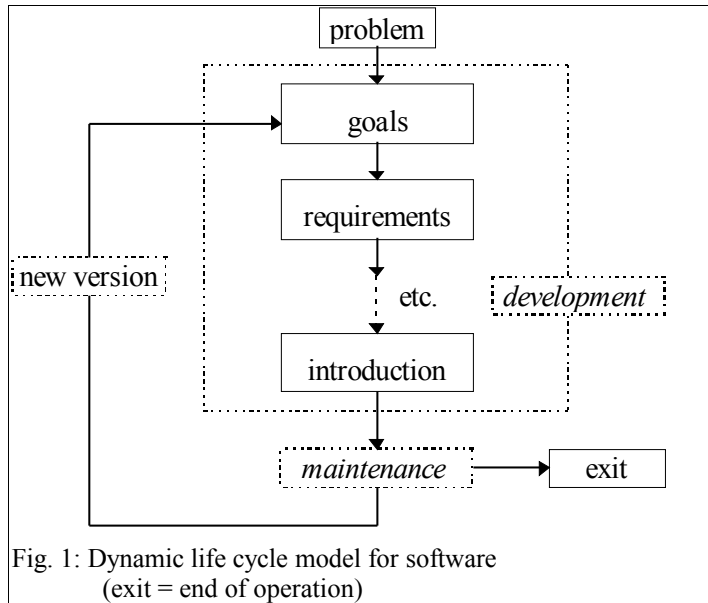 problem
goals
requirements
new version
etc.
development
introduction
maintenance
exit
Fig. 1: Dynamic life cycle model for software
(exit = end of operation)